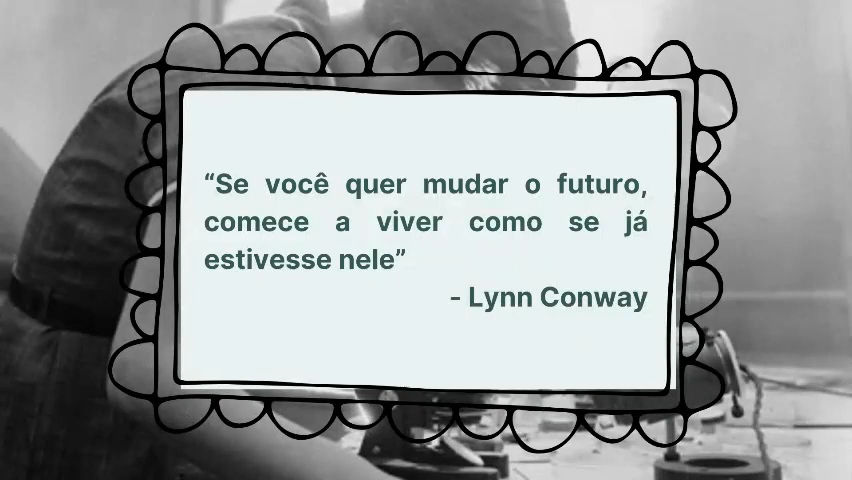 “Se você quer mudar o futuro,
comece a viver como se já
estivesse nele”
- Lynn Conway